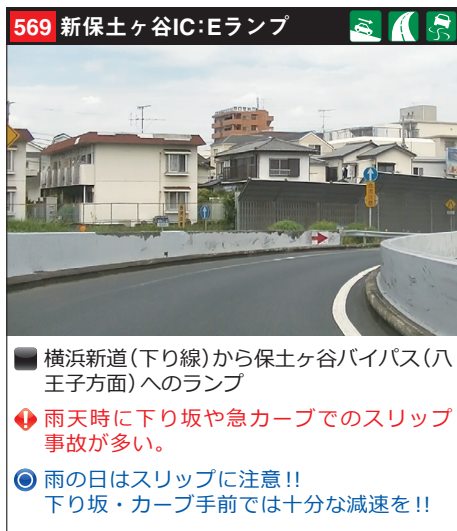 569 新保土ヶ谷IC:Eランプ
横浜新道(下り線)から保土ヶ谷バイパス(八
王子方面)へのランプ
雨天時に下り坂や急カーブでのスリップ
事故が多い。
雨の日はスリップに注意!!
下り坂・カーブ手前では十分な減速を!!